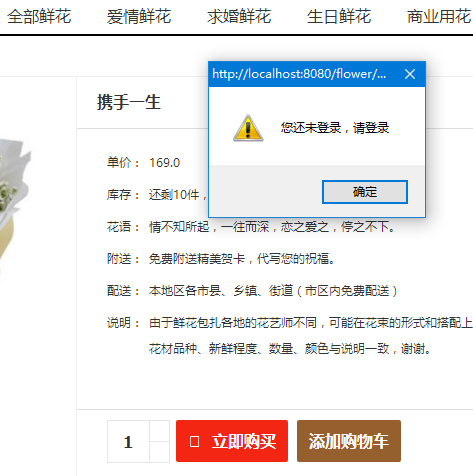 全部鲜花 爱情鲜花 求婚鲜花 生日鲜花 商业用花
http://localhost:8080/flower/...
您还未登录，请登录
确定
携手一生
单价： 169.0
库存： 还剩10件，
花语： 情不知所起，一往而深，恋之爱之，停之不下。
附送： 免费附送精美贺卡，代写您的祝福。
配送： 本地区各市县、乡镇、街道（市区内免费配送）
说明： 由于鲜花包扎各地的花艺师不同，可能在花束的形式和搭配上
花材品种、新鲜程度、数量、颜色与说明一致，谢谢。
1 立即购买 添加购物车